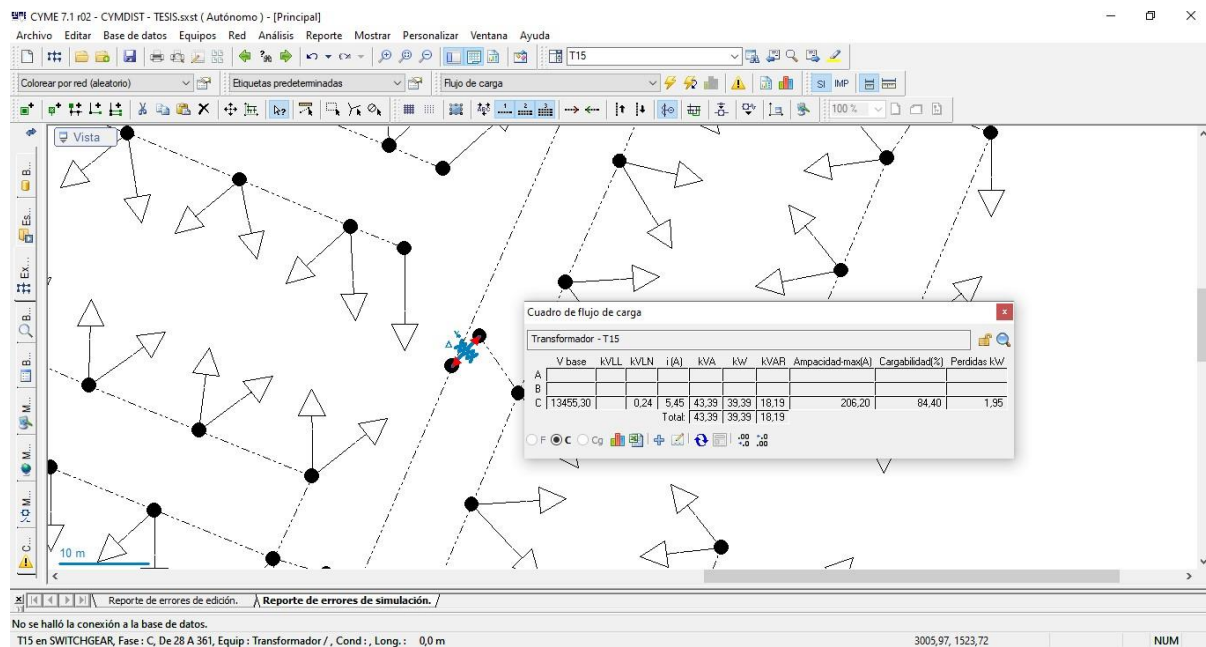 CYME 7.1 r02 - CYMDIST - TESIS.sxst ( Autónomo ) - [Principal]
Archivo Editar Base de datos Equipos Red Análisis Reporte Mostrar Personalizar Ventana Ayuda
T15
Colorear por red (aleatorio) Etiquetas predeterminadas Flujo de carga SI IMP
100 %
Vista
B...
Es...
Ex...
B...
B...
M...
M...
M...
C...
Cuadro de flujo de carga
Transformador - T15
V base kVLL kVLN i (A) kVA kW kVAR Ampacidad-max(A) Cargabilidad(%) Perdidas kW
A
B
C 13455,30 0,24 5,45 43,39 39,39 18,19 206,20 84,40 1,95
Total: 43,39 39,39 18,19
F C Cg
10 m
Reporte de errores de edición. Reporte de errores de simulación.
No se halló la conexión a la base de datos.
T15 en SWITCHGEAR, Fase : C, De 28 A 361, Equip : Transformador / , Cond : , Long. : 0,0 m 3005,97, 1523,72 NUM